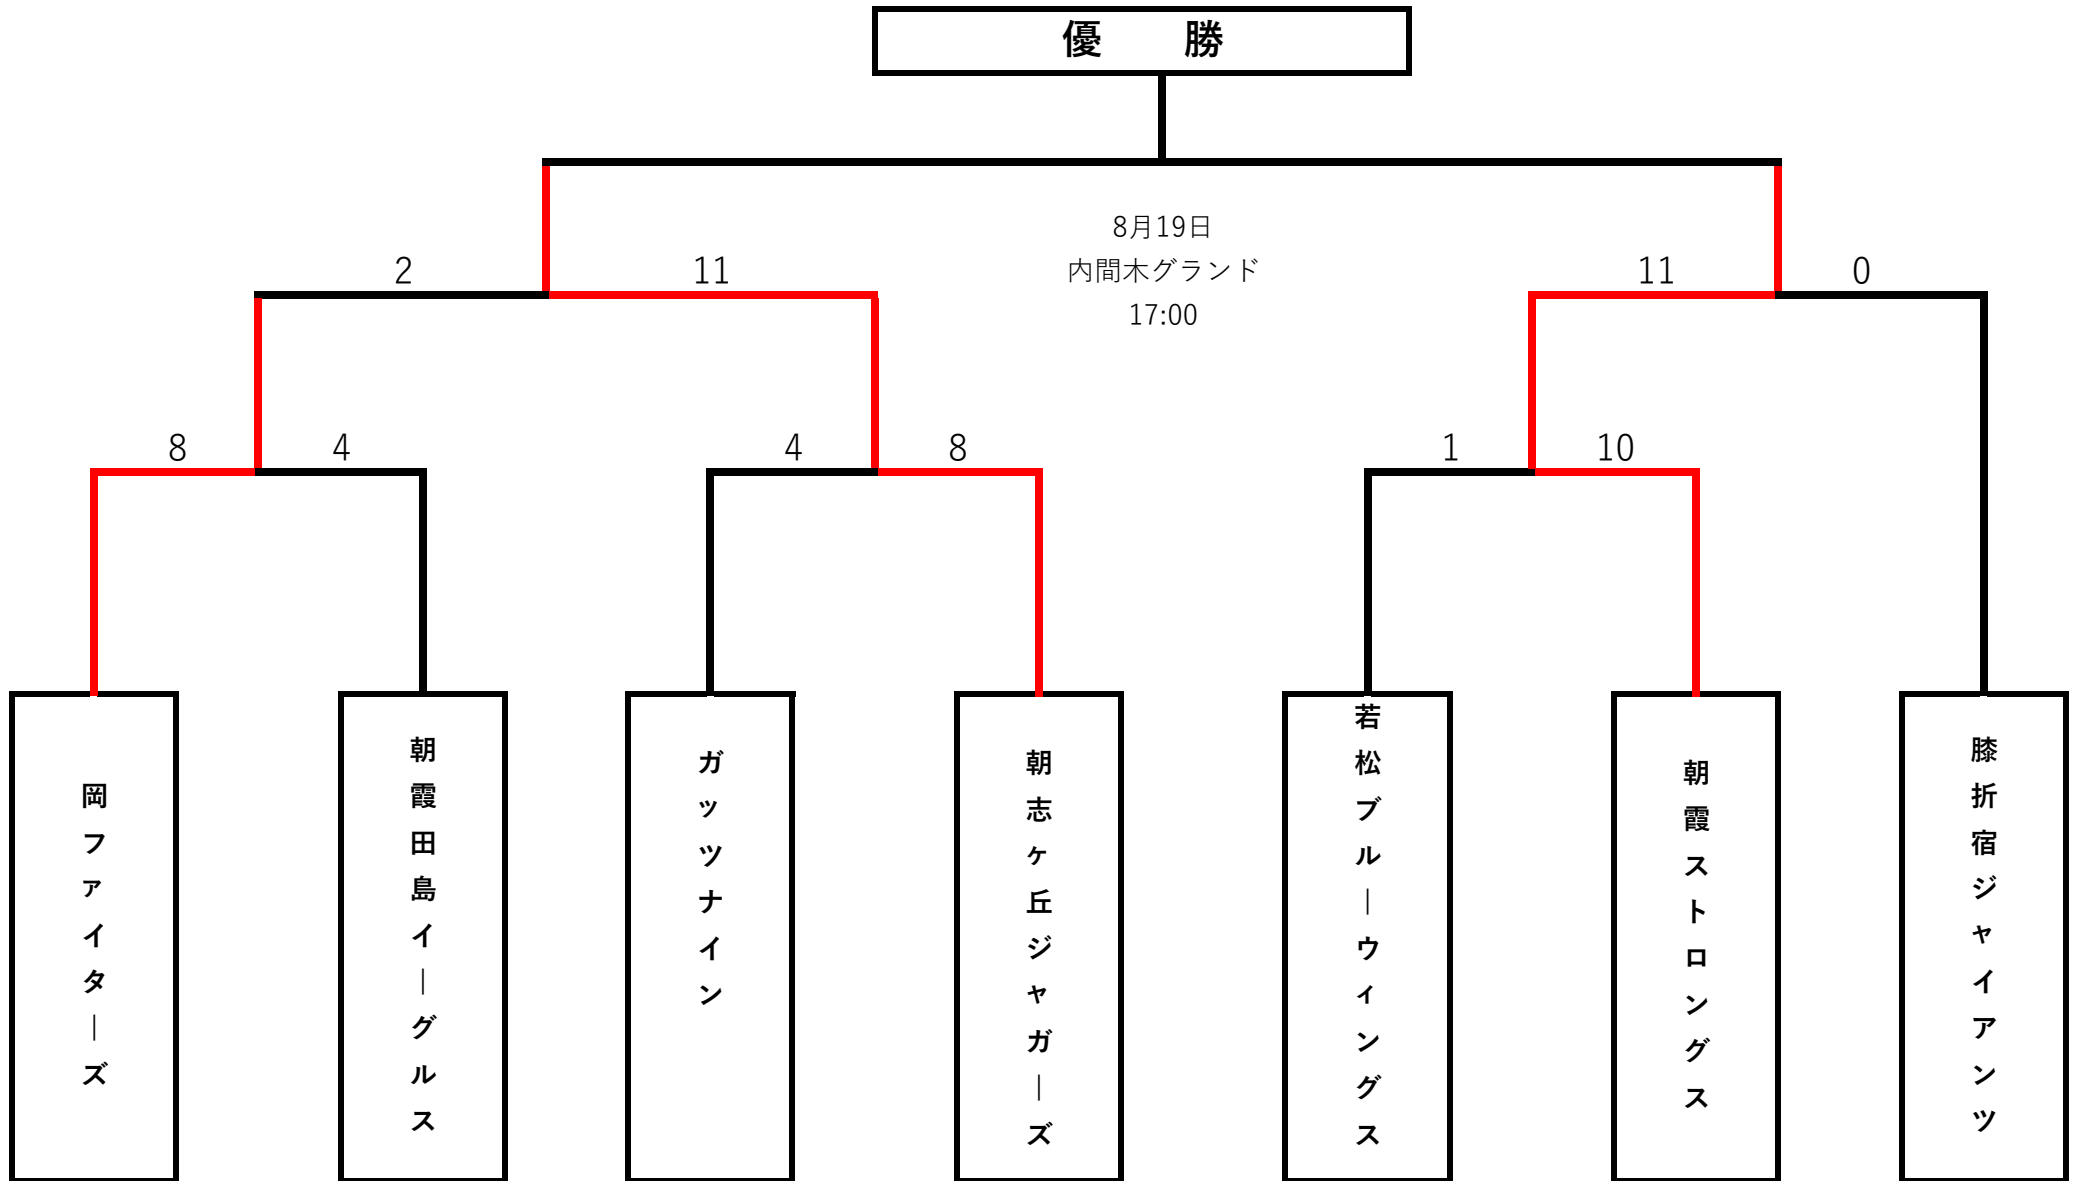 優　勝
8月19日
内間木グランド
17:00
2
11
11
0
8
4
4
8
1
10
岡ファイターズ
朝霞田島イーグルス
ガッツナイン
朝志ヶ丘ジャガーズ
若松ブルーウィングス
朝霞ストロングス
膝折宿ジャイアンツ